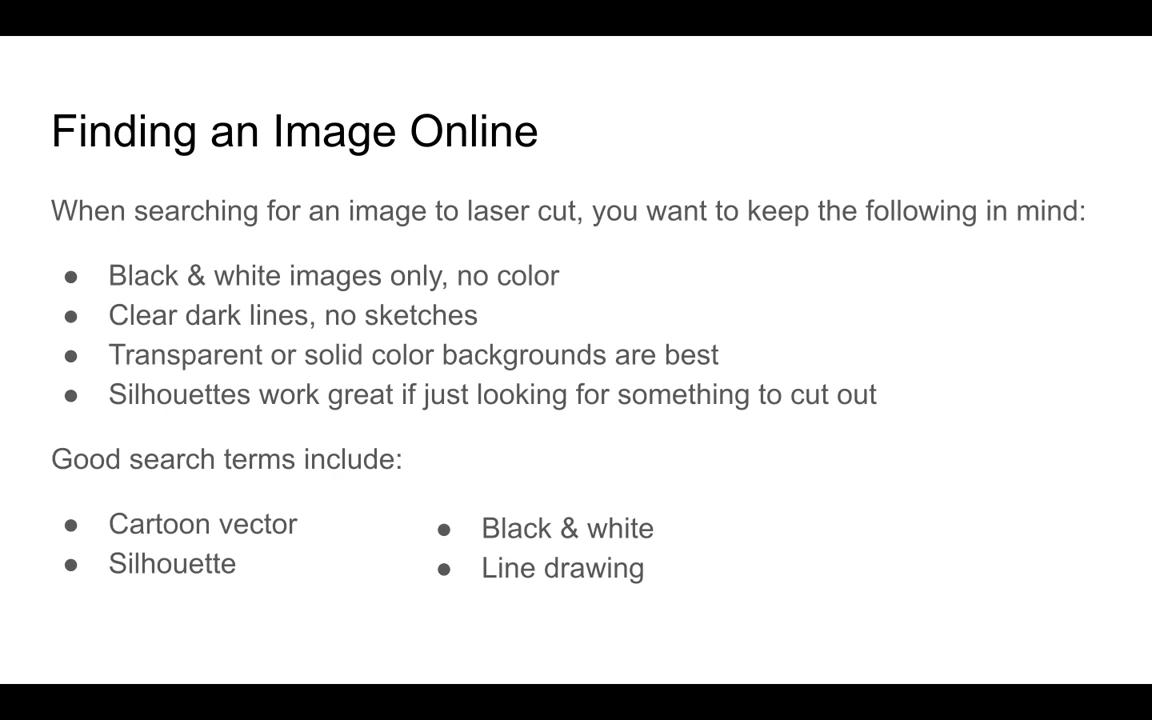 Finding an Image Online
When searching for an image to laser cut, you want to keep the following in mind:
● Black & white images only, no color
● Clear dark lines, no sketches
● Transparent or solid color backgrounds are best
● Silhouettes work great if just looking for something to cut out
Good search terms include:
● Cartoon vector
● Silhouette
● Black & white
● Line drawing